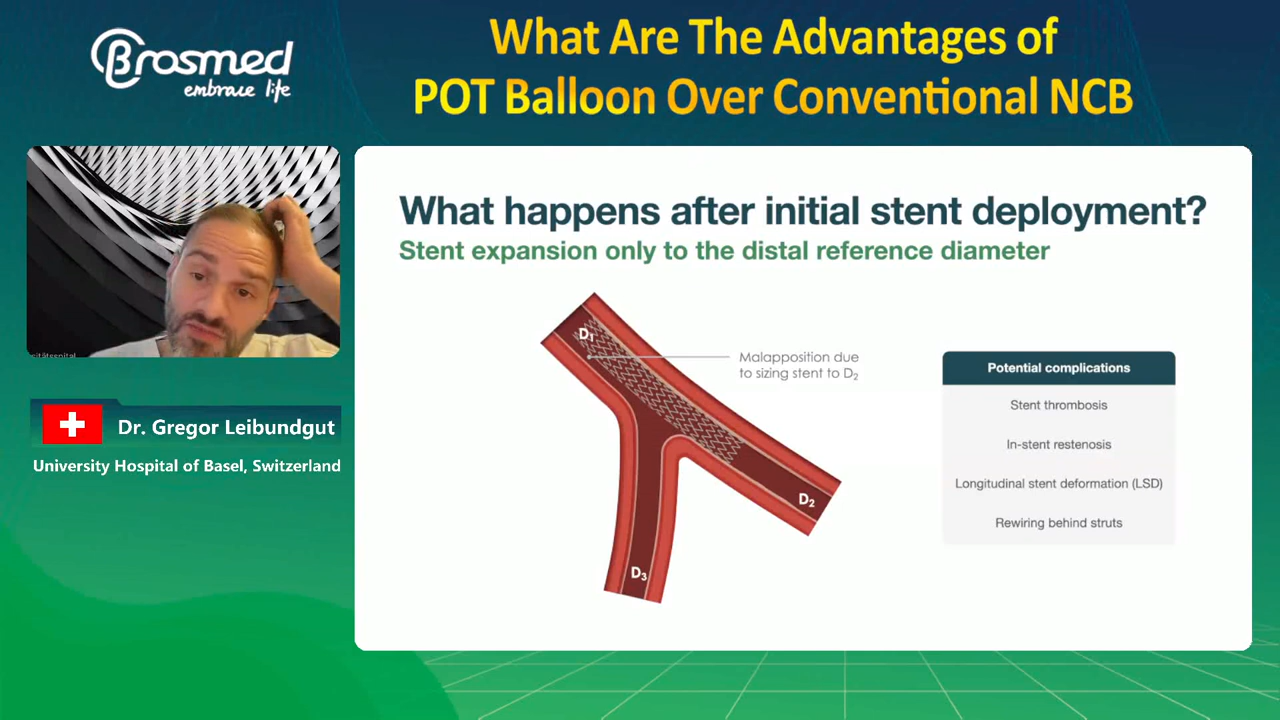 Brosmed
embrace life
What Are The Advantages of
POT Balloon Over Conventional NCB
sitätsspital
Dr. Gregor Leibundgut
University Hospital of Basel, Switzerland
What happens after initial stent deployment?
Stent expansion only to the distal reference diameter
D₁
Malapposition due
to sizing stent to D₂
D₂
D₃
Potential complications
Stent thrombosis
In-stent restenosis
Longitudinal stent deformation (LSD)
Rewiring behind struts